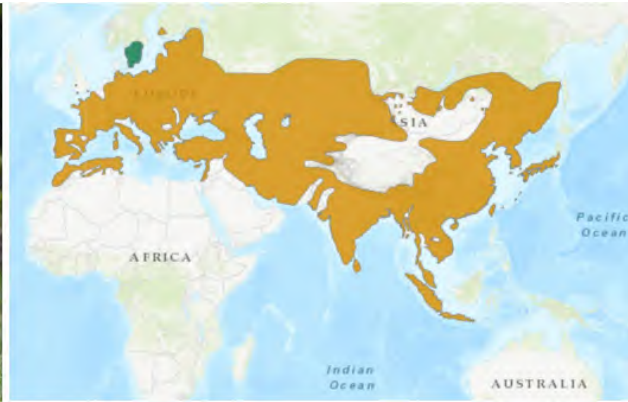 EUROPE
SIA
Pacific
Ocean
AFRICA
Indian
Ocean
AUSTRALIA